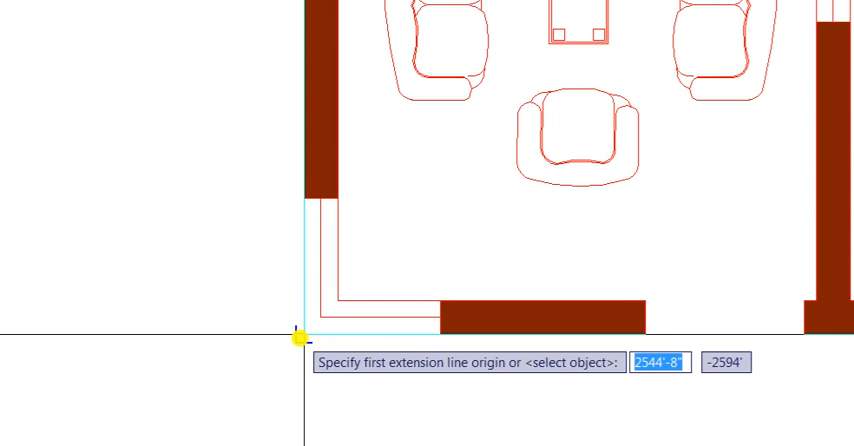 Specify first extension line origin or <select object>: 2544'-8" -2594'